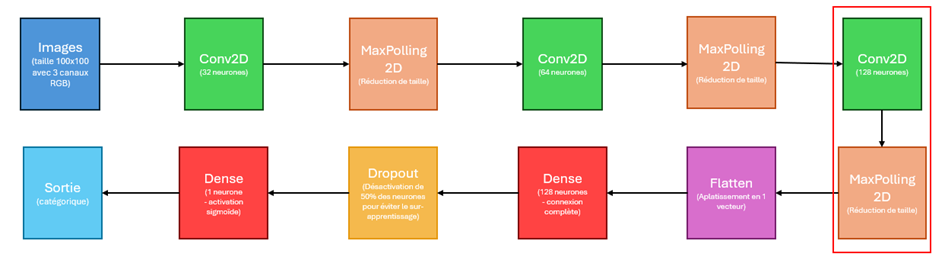 Images
(taille 100x100
avec 3 canaux
RGB)
Conv2D
(32 neurones)
MaxPolling
2D
(Réduction de taille)
Conv2D
(64 neurones)
MaxPolling
2D
(Réduction de taille)
Conv2D
(128 neurones)
Sortie
(catégorique)
Dense
(1 neurone
- activation
sigmoïde)
Dropout
(Désactivation de
50% des neurones
pour éviter le sur-
apprentissage)
Dense
(128 neurones
- connexion
complète)
Flatten
(Aplatissement en 1
vecteur)
MaxPolling
2D
(Réduction de taille)